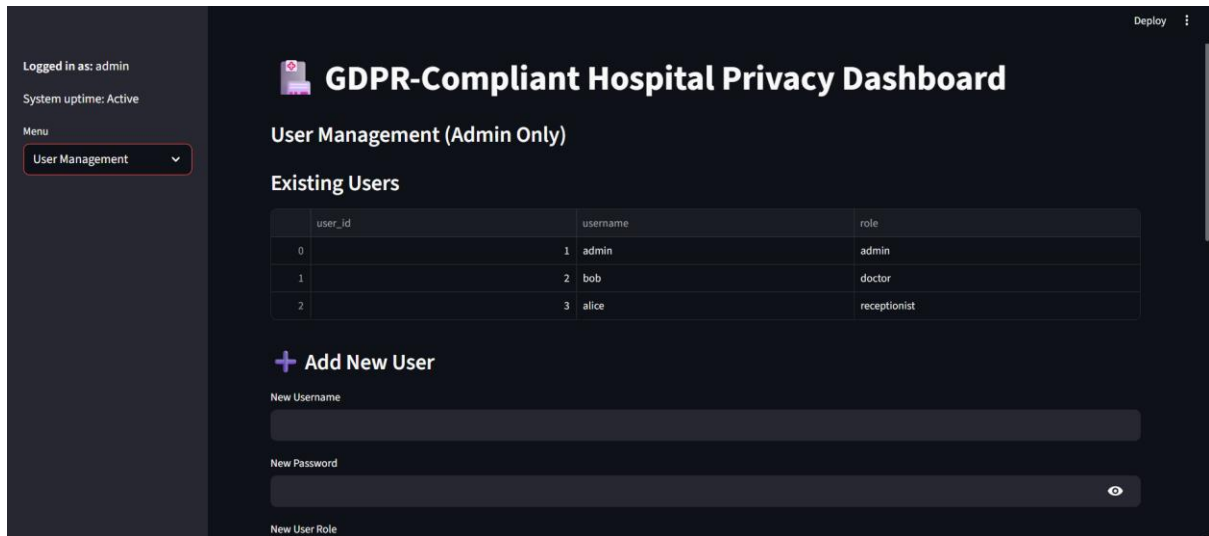 Deploy
Logged in as: admin
System uptime: Active
Menu
User Management
GDPR-Compliant Hospital Privacy Dashboard
User Management (Admin Only)
Existing Users
user_id username role
0 1 admin admin
1 2 bob doctor
2 3 alice receptionist
Add New User
New Username
New Password
New User Role